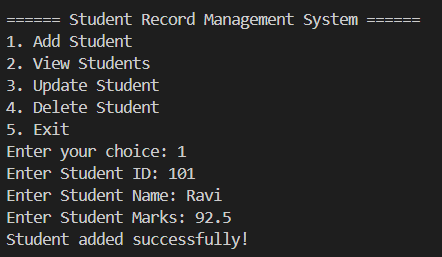 ====== Student Record Management System ======
1. Add Student
2. View Students
3. Update Student
4. Delete Student
5. Exit
Enter your choice: 1
Enter Student ID: 101
Enter Student Name: Ravi
Enter Student Marks: 92.5
Student added successfully!